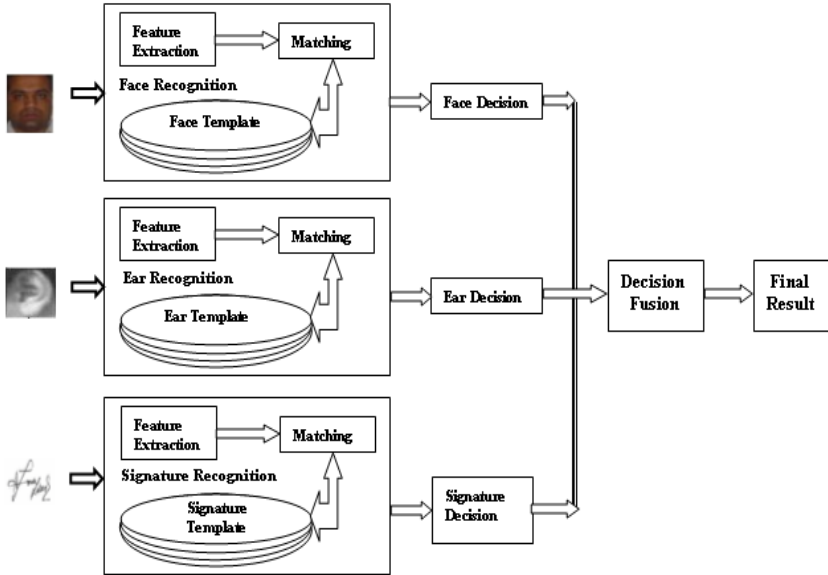 Feature
Extraction
Matching
Face Recognition
Face Template
Face Decision
Feature
Extraction
Matching
Ear Recognition
Ear Template
Ear Decision
Decision
Fusion
Final
Result
Feature
Extraction
Matching
Signature Recognition
Signature
Template
Signature
Decision